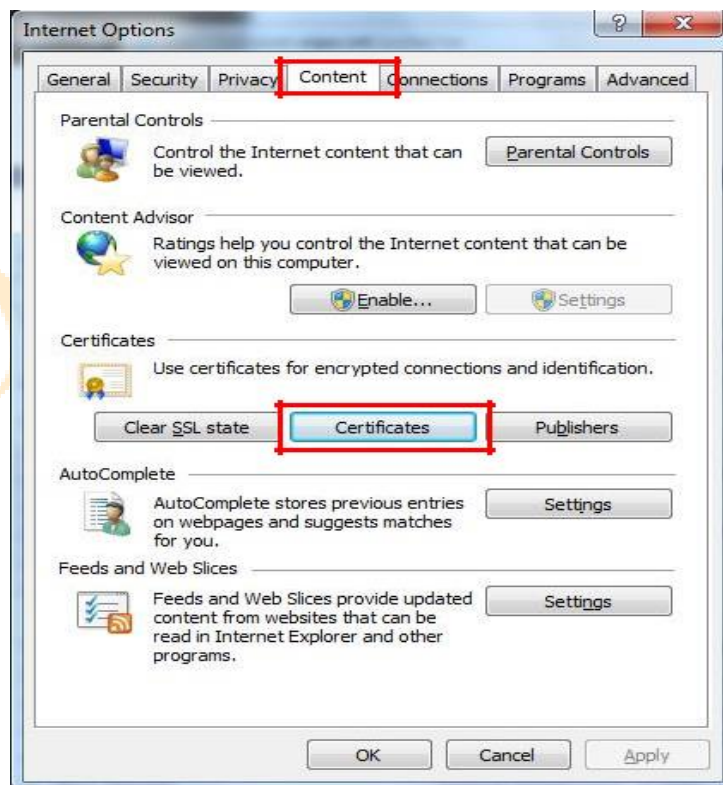 Internet Options
General Security Privacy Content Connections Programs Advanced
Parental Controls
Control the Internet content that can
be viewed.
Parental Controls
Content Advisor
Ratings help you control the Internet content that can be
viewed on this computer.
Enable... Settings
Certificates
Use certificates for encrypted connections and identification.
Clear SSL state Certificates Publishers
AutoComplete
AutoComplete stores previous entries
on webpages and suggests matches
for you.
Settings
Feeds and Web Slices
Feeds and Web Slices provide updated
content from websites that can be
read in Internet Explorer and other
programs.
Settings
OK Cancel Apply